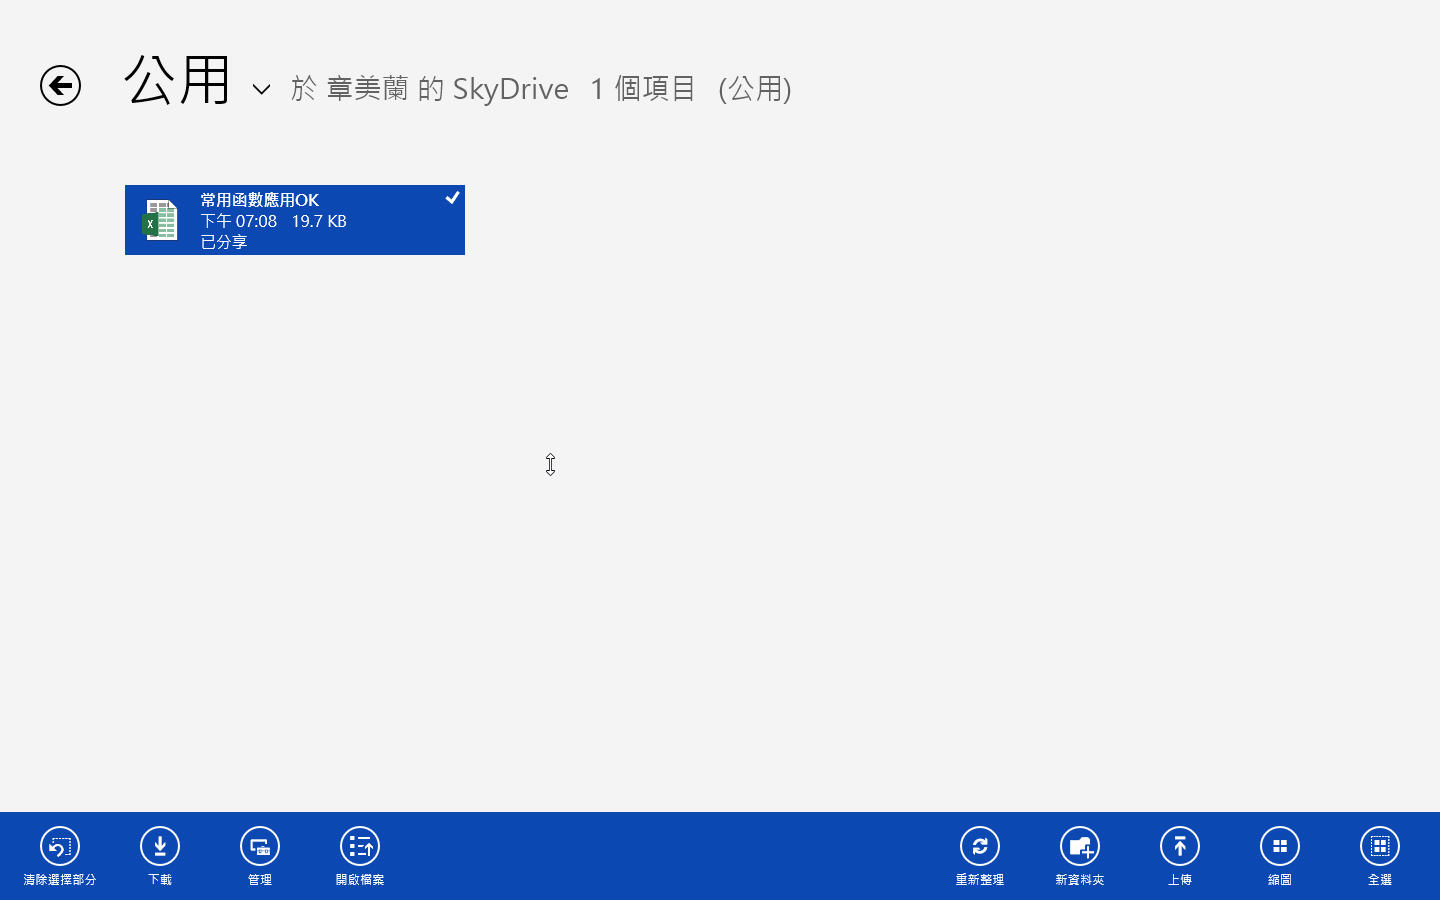 公用 於 章美蘭 的 SkyDrive 1 個項目 (公用)
常用函數應用OK
下午 07:08 19.7 KB
已分享
清除選擇部分 下載 管理 開啟檔案 重新整理 新資料夾 上傳 縮圖 全選